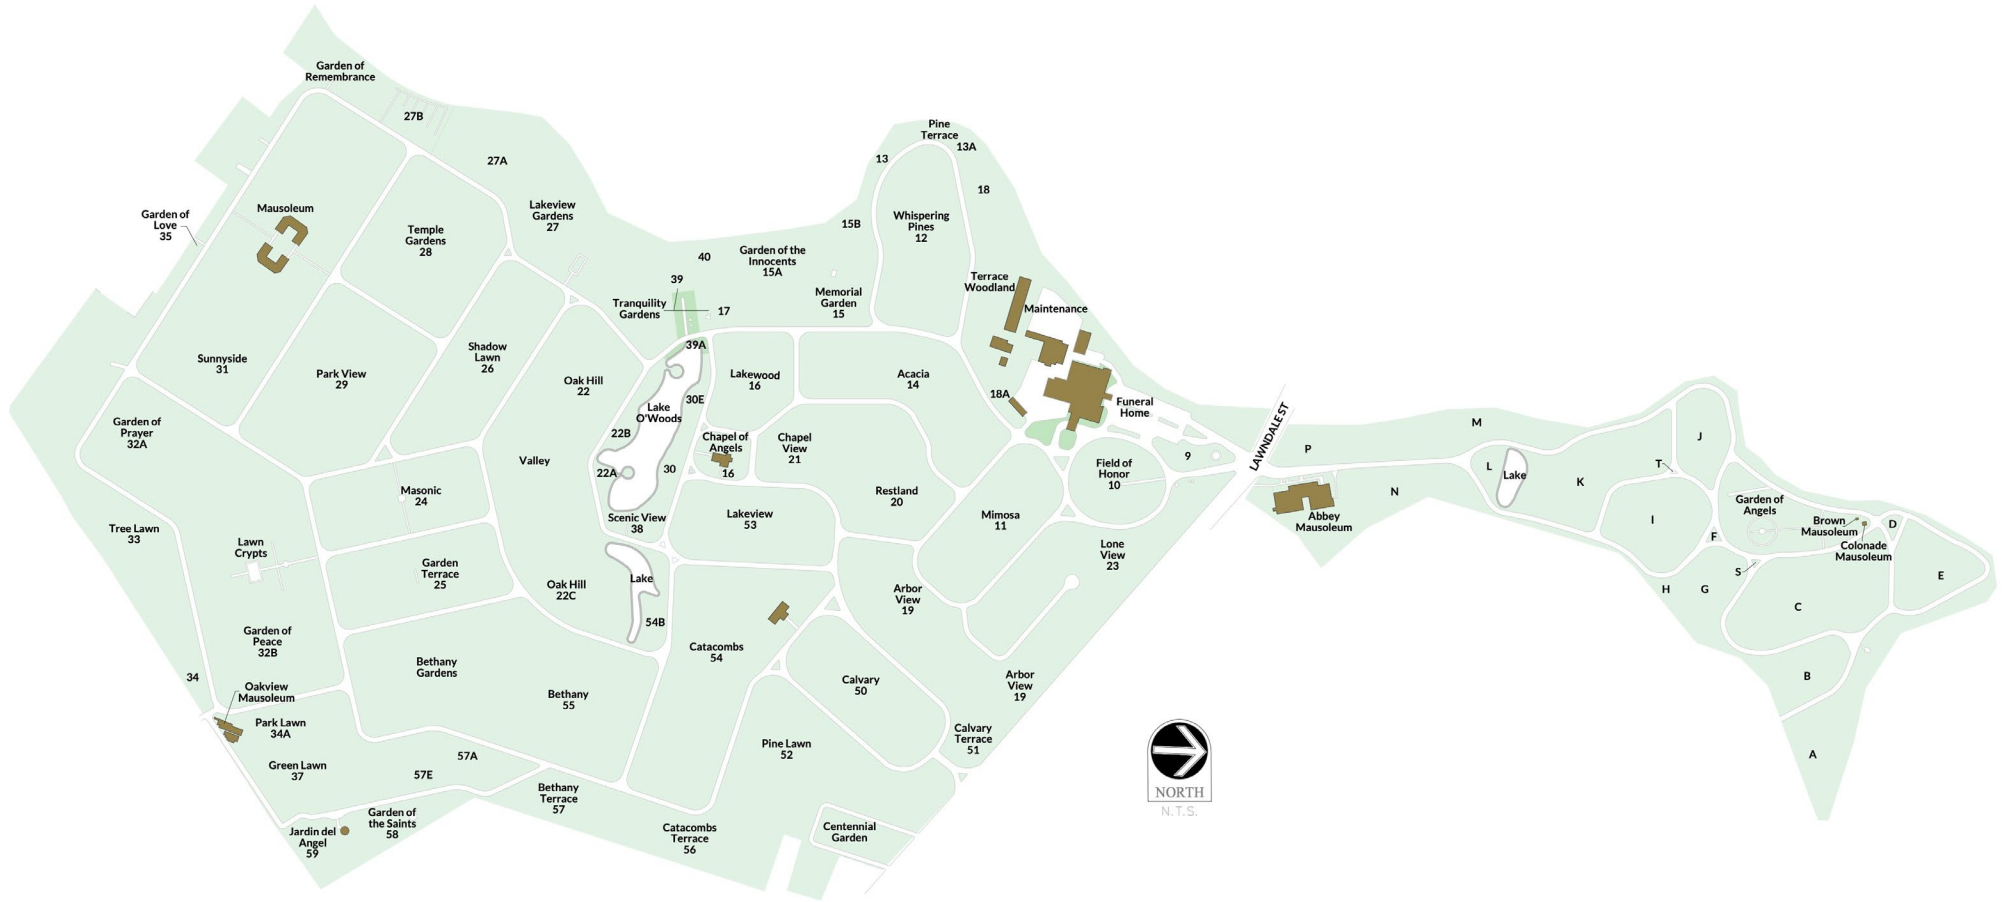 Garden of
Remembrance
27B
27A
Pine
Terrace
13A
13
18
Mausoleum
Garden of
Love
35
Lakeview
Gardens
27
Temple
Gardens
28
15B
Whispering
Pines
12
40
Garden of the
Innocents
15A
39
Tranquility
Gardens
17
Memorial
Garden
15
Terrace
Woodland
Maintenance
39A
Sunnyside
31
Park View
29
Shadow
Lawn
26
Oak Hill
22
Lakewood
16
Acacia
14
18A
30E
Lake
O'Woods
Funeral
Home
LAWNDALE ST
Garden of
Prayer
32A
22B
Chapel of
Angels
16
Chapel
View
21
Valley
22A
30
Field of
Honor
10
9
P
M
J
L
Lake
K
T
Masonic
24
Restland
20
N
Abbey
Mausoleum
Garden of
Angels
Scenic View
38
Lakeview
53
Mimosa
11
I
F
Brown
Mausoleum
D
Colonade
Mausoleum
Tree Lawn
33
Lawn
Crypts
Lone
View
23
Garden
Terrace
25
Oak Hill
22C
Lake
S
H
G
E
Arbor
View
19
C
54B
Garden of
Peace
32B
Catacombs
54
Bethany
Gardens
34
Oakview
Mausoleum
Bethany
55
Calvary
50
Arbor
View
19
B
Park Lawn
34A
Calvary
Terrace
51
Pine Lawn
52
57A
57E
Green Lawn
37
A
NORTH
N.T.S.
Bethany
Terrace
57
Garden of
the Saints
58
Jardin del
Angel
59
Catacombs
Terrace
56
Centennial
Garden